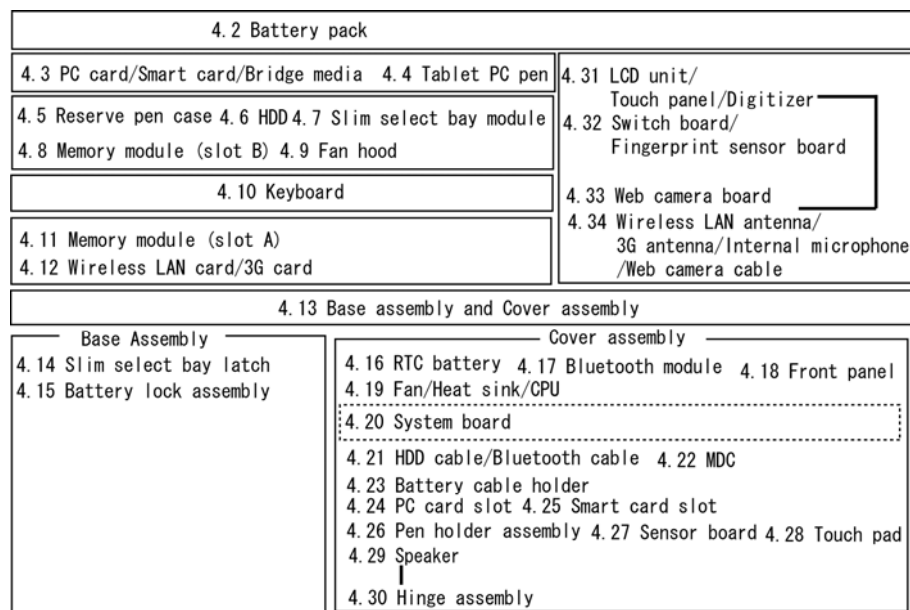 4.2 Battery pack
4.3 PC card/Smart card/Bridge media 4.4 Tablet PC pen
4.5 Reserve pen case 4.6 HDD 4.7 Slim select bay module
4.8 Memory module (slot B) 4.9 Fan hood
4.10 Keyboard
4.11 Memory module (slot A)
4.12 Wireless LAN card/3G card
4.31 LCD unit/
Touch panel/Digitizer
4.32 Switch board/
Fingerprint sensor board
4.33 Web camera board
4.34 Wireless LAN antenna/
3G antenna/Internal microphone
/Web camera cable
4.13 Base assembly and Cover assembly
Base Assembly
4.14 Slim select bay latch
4.15 Battery lock assembly
Cover assembly
4.16 RTC battery 4.17 Bluetooth module 4.18 Front panel
4.19 Fan/Heat sink/CPU
4.20 System board
4.21 HDD cable/Bluetooth cable 4.22 MDC
4.23 Battery cable holder
4.24 PC card slot 4.25 Smart card slot
4.26 Pen holder assembly 4.27 Sensor board 4.28 Touch pad
4.29 Speaker
4.30 Hinge assembly